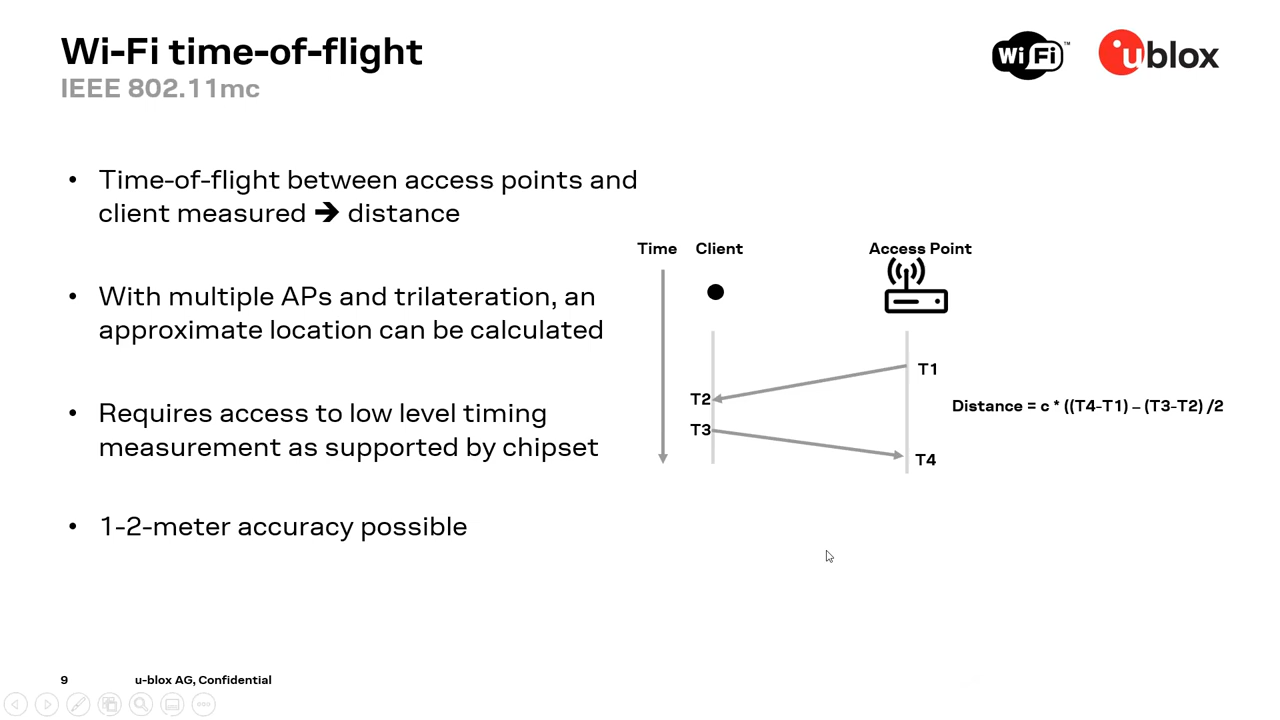 Wi-Fi time-of-flight
IEEE 802.11mc
WiFi™
ublox
• Time-of-flight between access points and
client measured ➔ distance
• With multiple APs and trilateration, an
approximate location can be calculated
• Requires access to low level timing
measurement as supported by chipset
• 1-2-meter accuracy possible
Time Client Access Point
T1
T2
Distance = c * ((T4-T1) – (T3-T2) /2
T3
T4
9 u-blox AG, Confidential